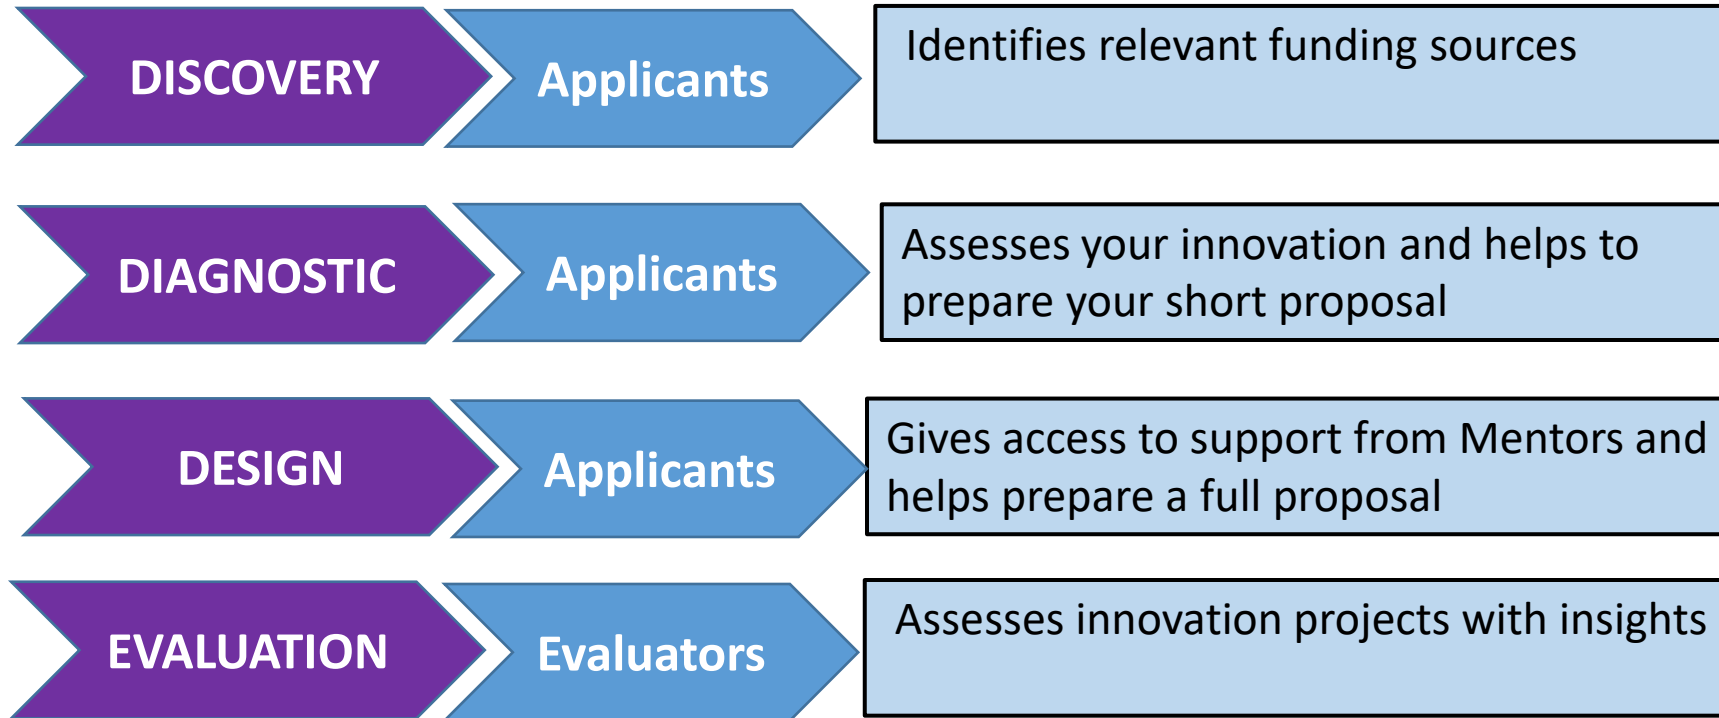 DISCOVERY
Applicants
Identifies relevant funding sources
DIAGNOSTIC
Applicants
Assesses your innovation and helps to
prepare your short proposal
DESIGN
Applicants
Gives access to support from Mentors and
helps prepare a full proposal
EVALUATION
Evaluators
Assesses innovation projects with insights